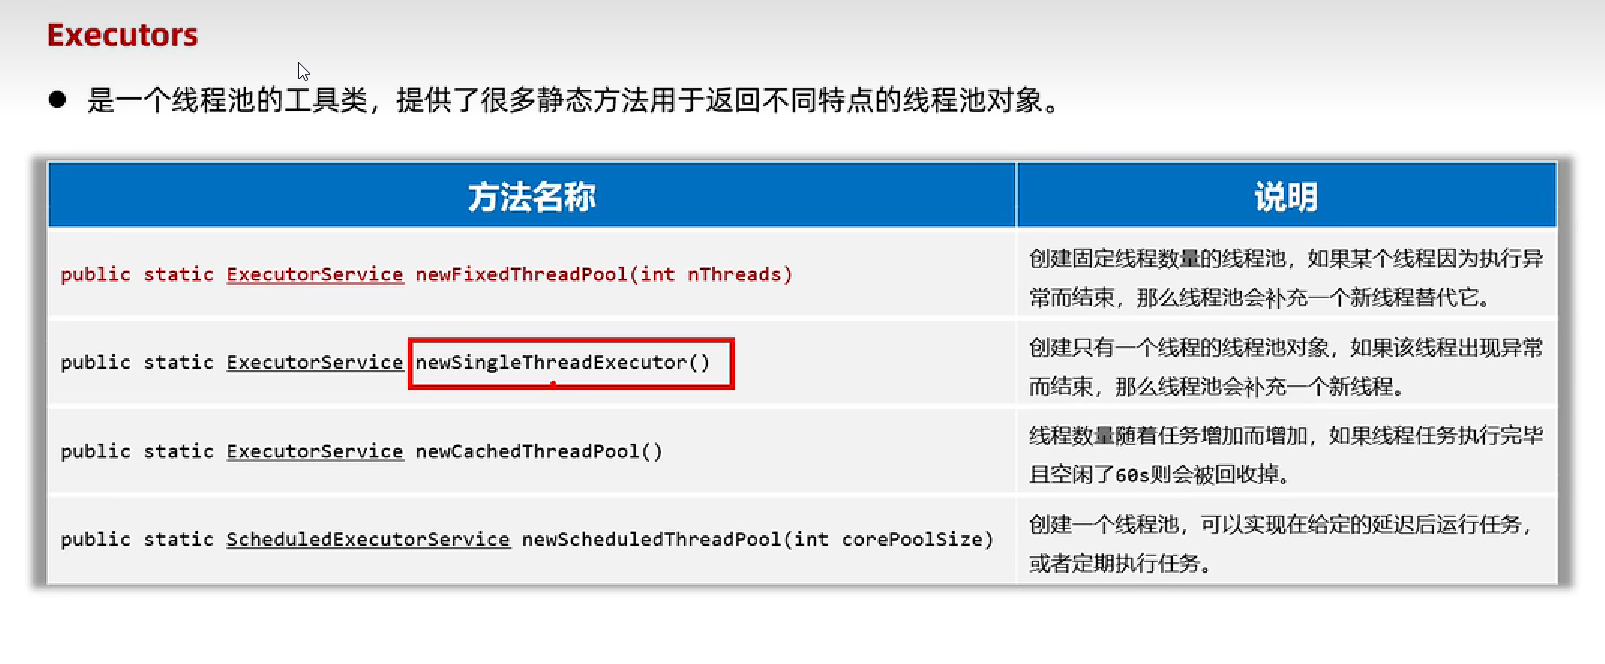 Executors
● 是一个线程池的工具类，提供了很多静态方法用于返回不同特点的线程池对象。
方法名称 说明
public static ExecutorService newFixedThreadPool(int nThreads)
创建固定线程数量的线程池，如果某个线程因为执行异
常而结束，那么线程池会补充一个新线程替代它。
public static ExecutorService newSingleThreadExecutor()
创建只有一个线程的线程池对象，如果该线程出现异常
而结束，那么线程池会补充一个新线程。
public static ExecutorService newCachedThreadPool()
线程数量随着任务增加而增加，如果线程任务执行完毕
且空闲了60s则会被回收掉。
public static ScheduledExecutorService newScheduledThreadPool(int corePoolSize)
创建一个线程池，可以实现在给定的延迟后运行任务，
或者定期执行任务。